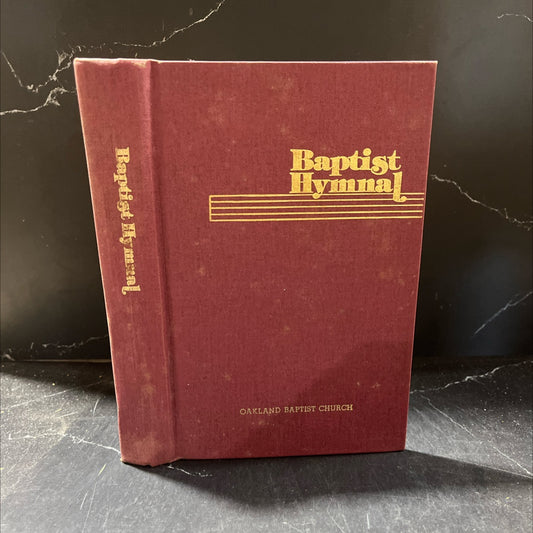 Baptist Hymnal
Baptist
Hymnal
OAKLAND BAPTIST CHURCH